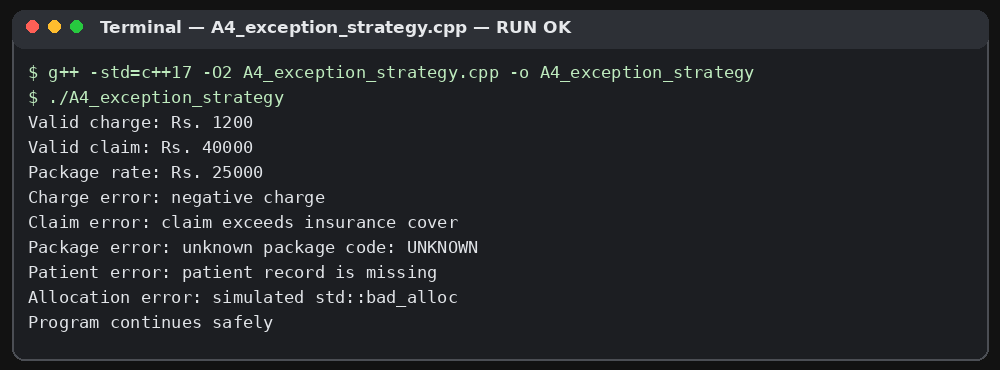 Terminal — A4_exception_strategy.cpp — RUN OK
$ g++ -std=c++17 -O2 A4_exception_strategy.cpp -o A4_exception_strategy
$ ./A4_exception_strategy
Valid charge: Rs. 1200
Valid claim: Rs. 40000
Package rate: Rs. 25000
Charge error: negative charge
Claim error: claim exceeds insurance cover
Package error: unknown package code: UNKNOWN
Patient error: patient record is missing
Allocation error: simulated std::bad_alloc
Program continues safely